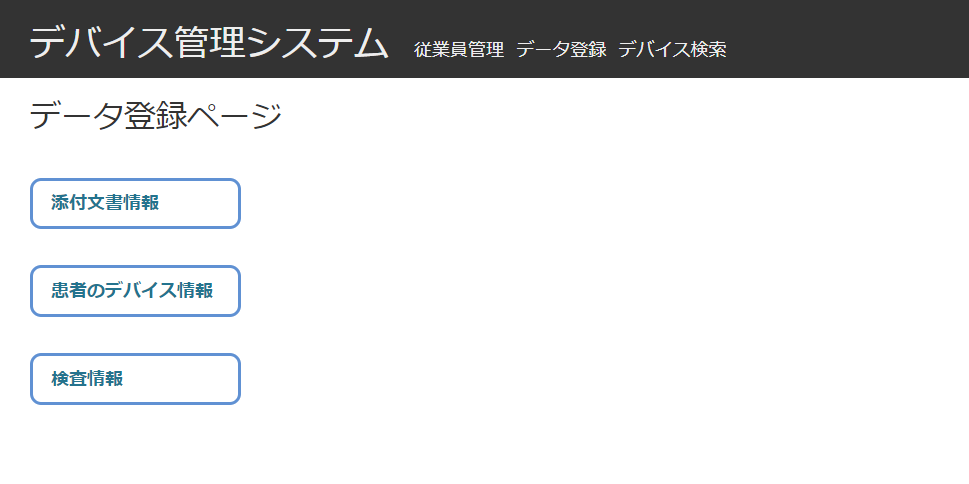 デバイス管理システム 従業員管理 データ登録 デバイス検索
データ登録ページ
添付文書情報
患者のデバイス情報
検査情報